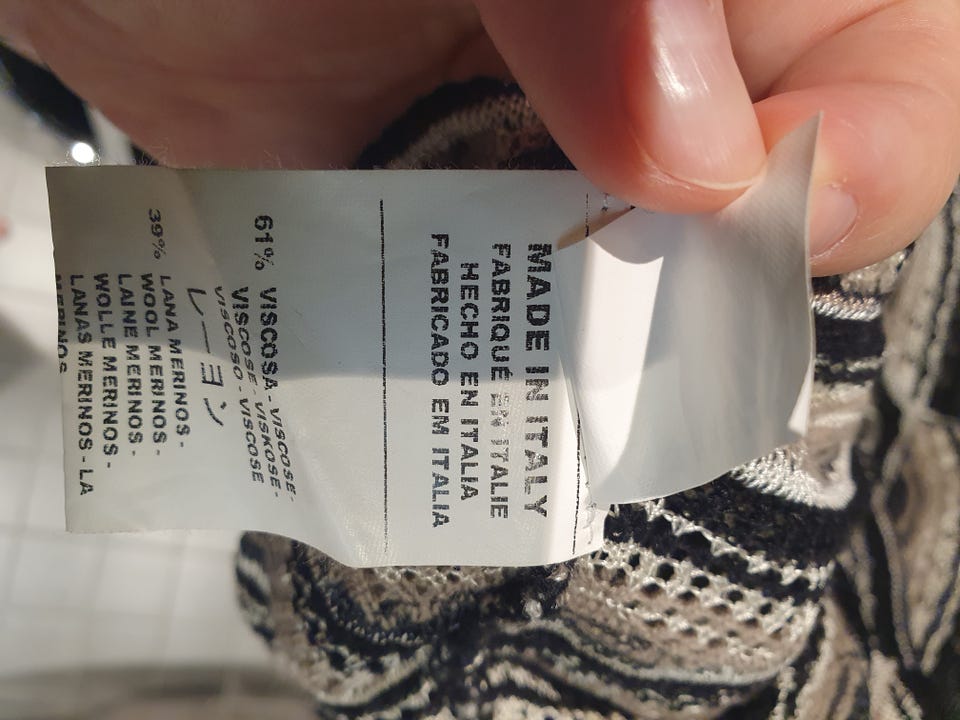 MADE IN ITALY
FABRIQUÉ EN ITALIE
HECHO EN ITALIA
FABRICADO EM ITALIA
61% VISCOSA - VISCOSE -
VISCOSE - VISKOSE -
VISCOSO - VISCOSE
レーヨン
39% LANA MERINOS -
WOOL MERINOS -
LAINE MERINOS -
WOLLE MERINOS -
LANAS MERINOS - LA
MERINOS